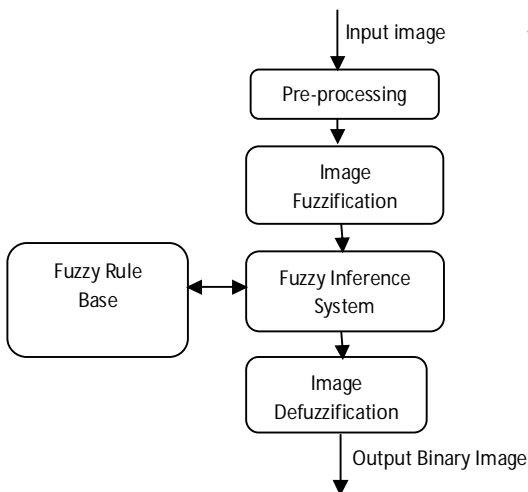 Input image
Pre-processing
Image
Fuzzification
Fuzzy Rule
Base
Fuzzy Inference
System
Image
Defuzzification
Output Binary Image